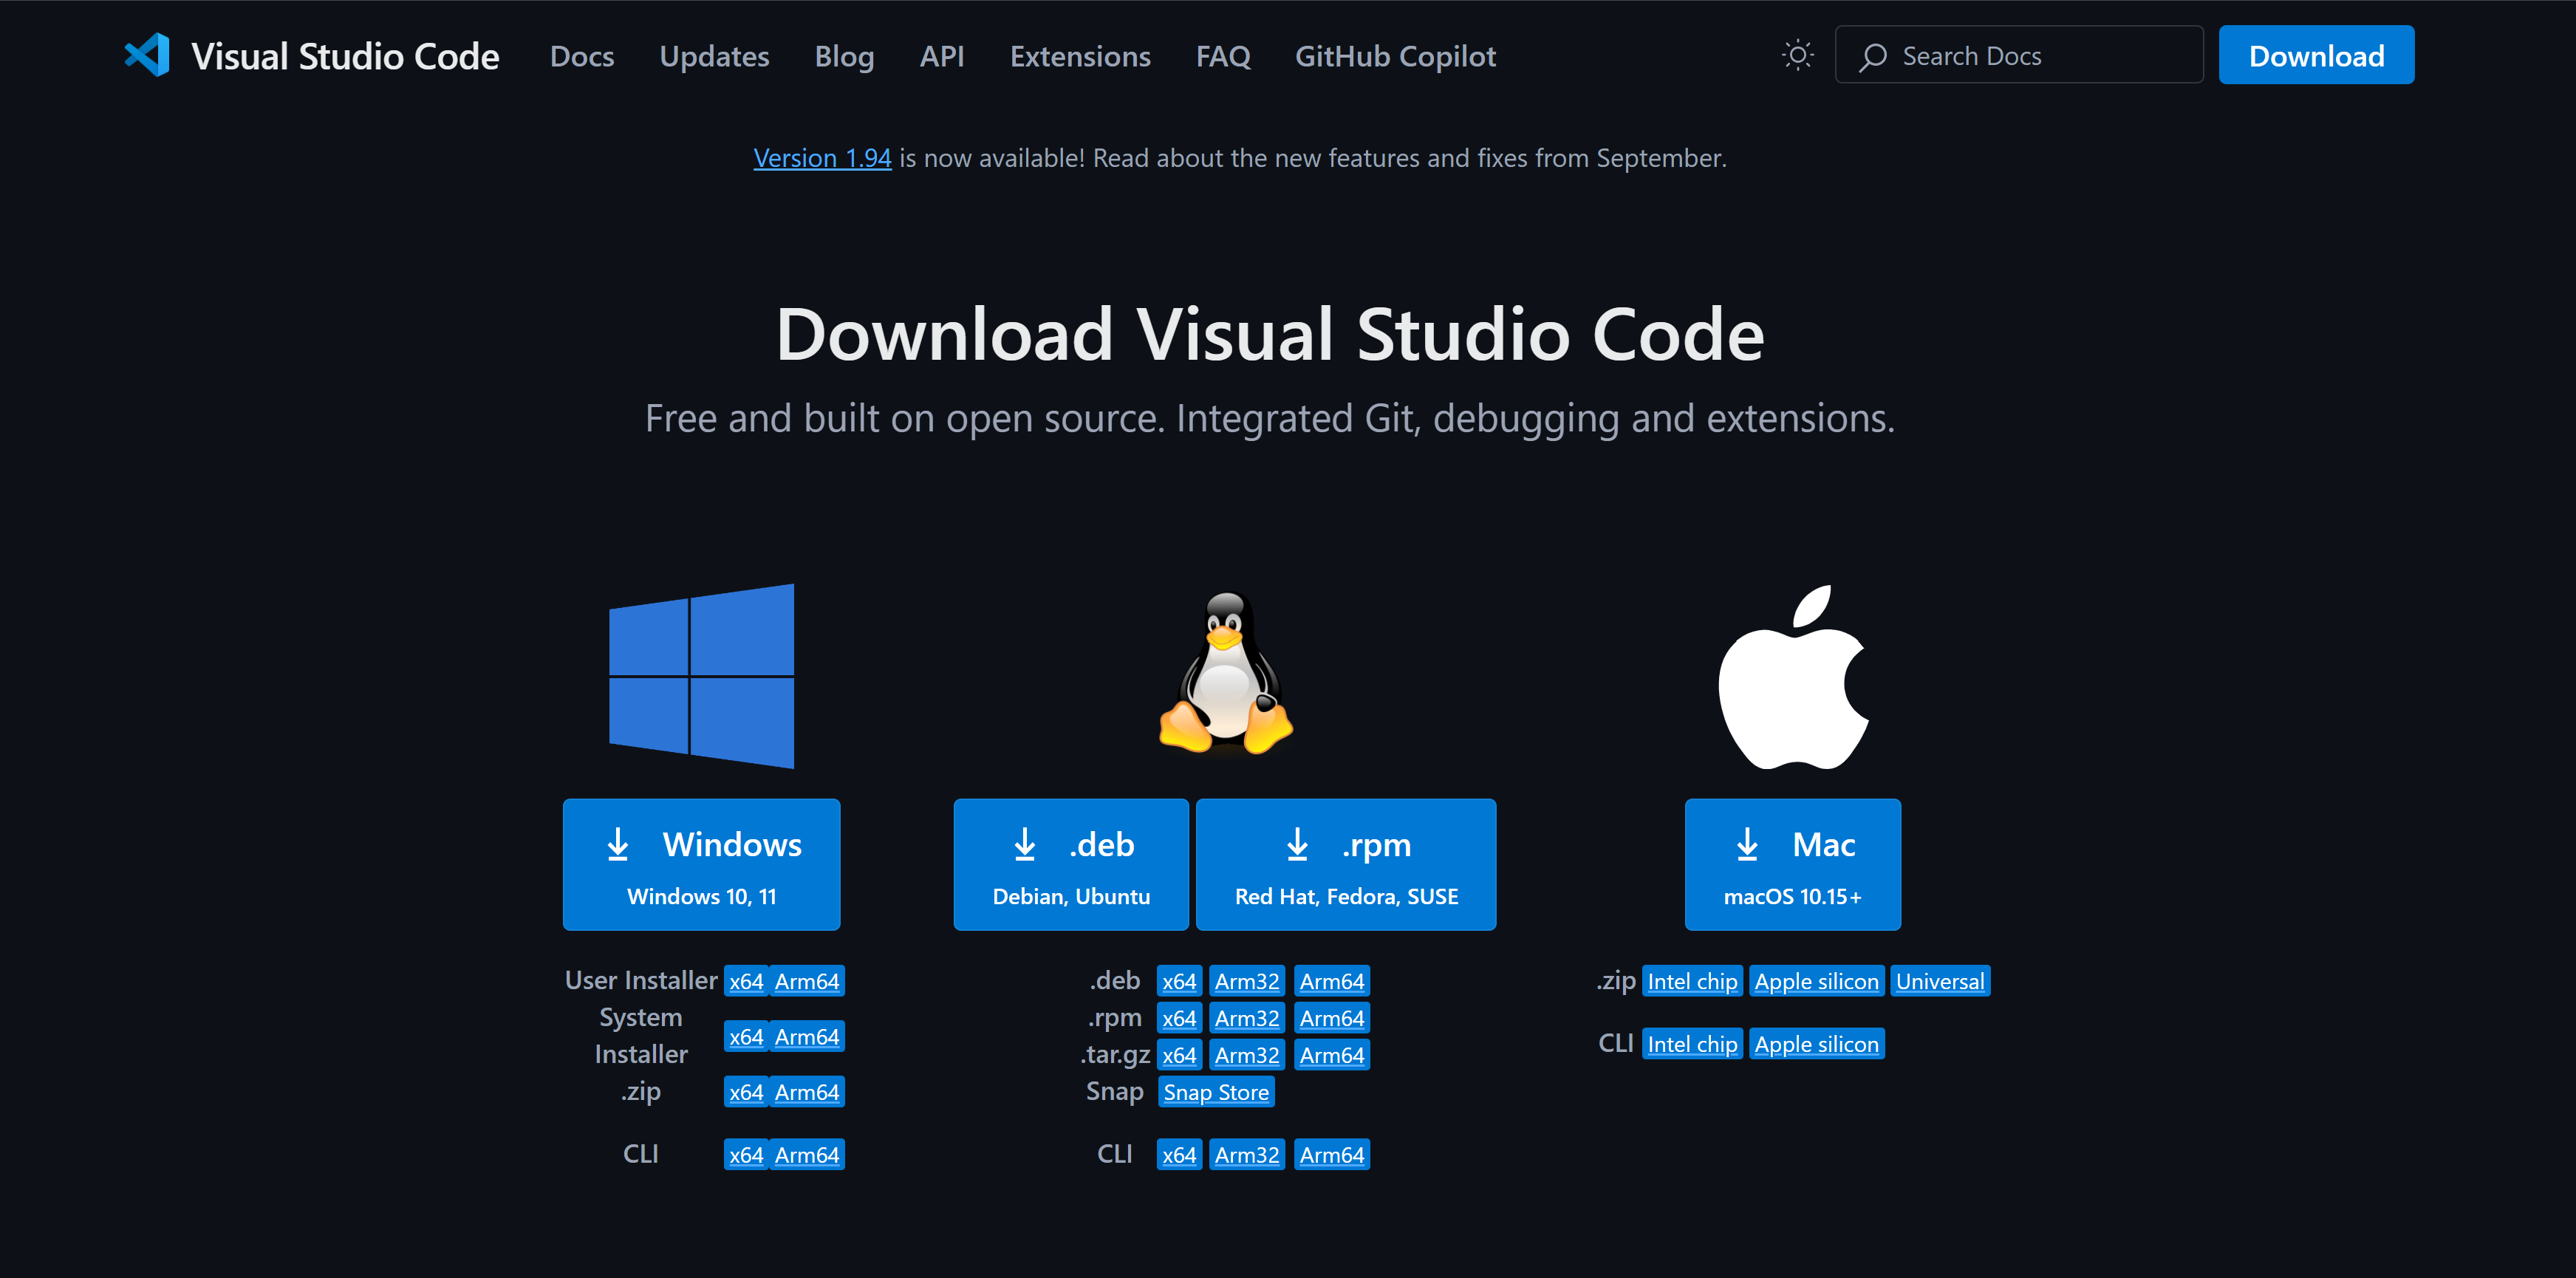 Visual Studio Code Docs Updates Blog API Extensions FAQ GitHub Copilot Search Docs Download
Version 1.94 is now available! Read about the new features and fixes from September.
Download Visual Studio Code
Free and built on open source. Integrated Git, debugging and extensions.
Windows
Windows 10, 11
User Installer x64 Arm64
System
Installer x64 Arm64
.zip x64 Arm64
CLI x64 Arm64
.deb
Debian, Ubuntu
.rpm
Red Hat, Fedora, SUSE
.deb x64 Arm32 Arm64
.rpm x64 Arm32 Arm64
.tar.gz x64 Arm32 Arm64
Snap Snap Store
CLI x64 Arm32 Arm64
Mac
macOS 10.15+
.zip Intel chip Apple silicon Universal
CLI Intel chip Apple silicon